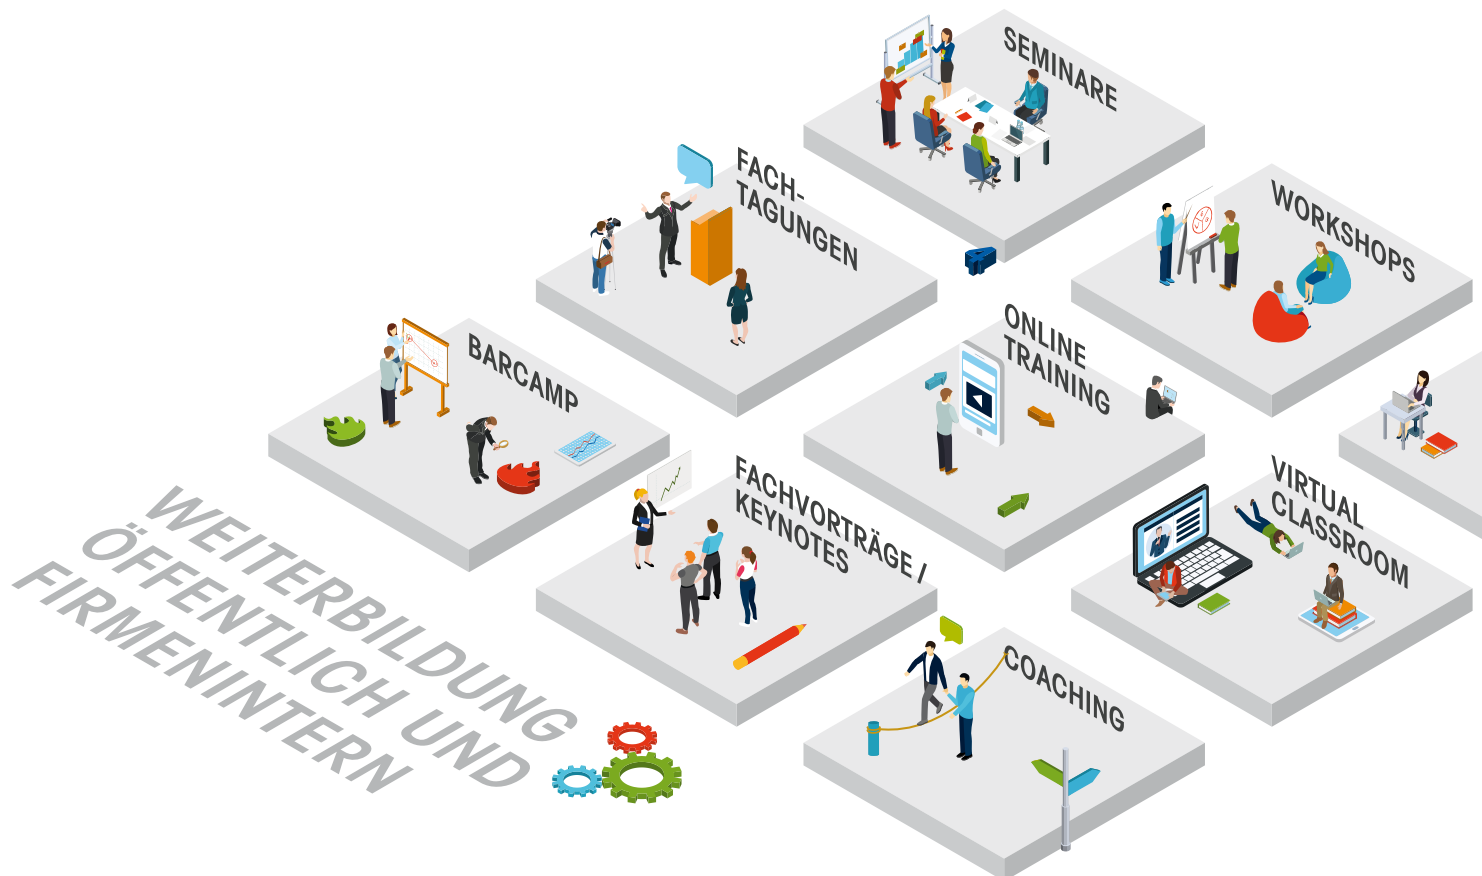 SEMINARE
FACH-
TAGUNGEN
WORKSHOPS
BARCAMP
ONLINE
TRAINING
FACHVORTRÄGE /
KEYNOTES
VIRTUAL
CLASSROOM
COACHING
WEITERBILDUNG
ÖFFENTLICH UND
FIRMENINTERN